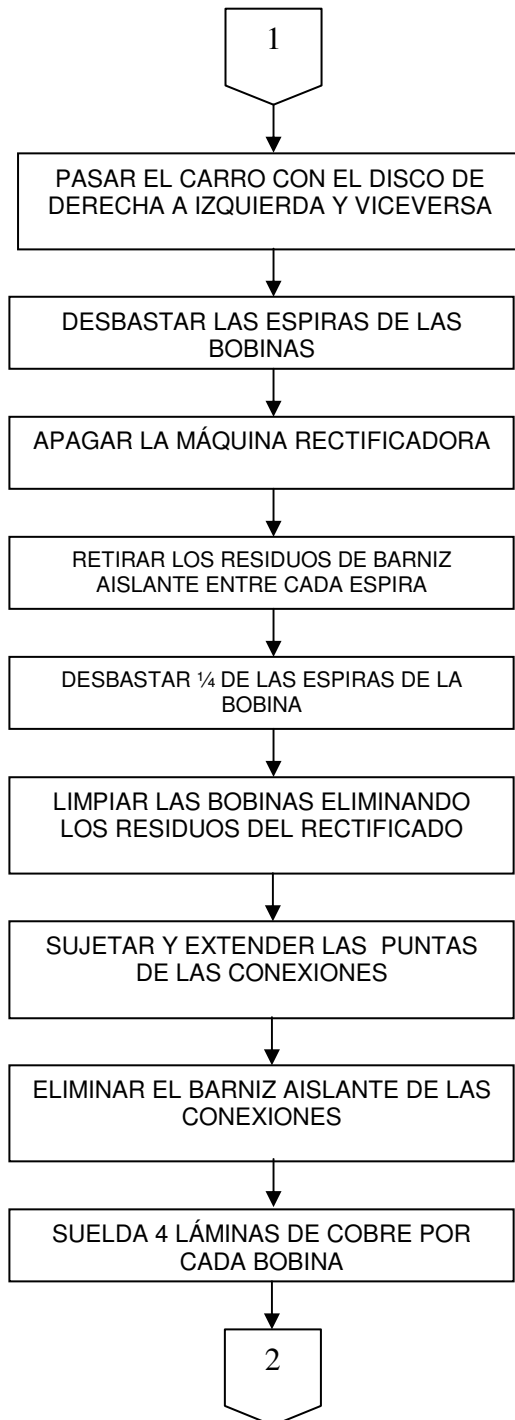 1
PASAR EL CARRO CON EL DISCO DE
DERECHA A IZQUIERDA Y VICEVERSA
DESBASTAR LAS ESPIRAS DE LAS
BOBINAS
APAGAR LA MÁQUINA RECTIFICADORA
RETIRAR LOS RESIDUOS DE BARNIZ
AISLANTE ENTRE CADA ESPIRA
DESBASTAR ¼ DE LAS ESPIRAS DE LA
BOBINA
LIMPIAR LAS BOBINAS ELIMINANDO
LOS RESIDUOS DEL RECTIFICADO
SUJETAR Y EXTENDER LAS PUNTAS
DE LAS CONEXIONES
ELIMINAR EL BARNIZ AISLANTE DE LAS
CONEXIONES
SUELDA 4 LÁMINAS DE COBRE POR
CADA BOBINA
2